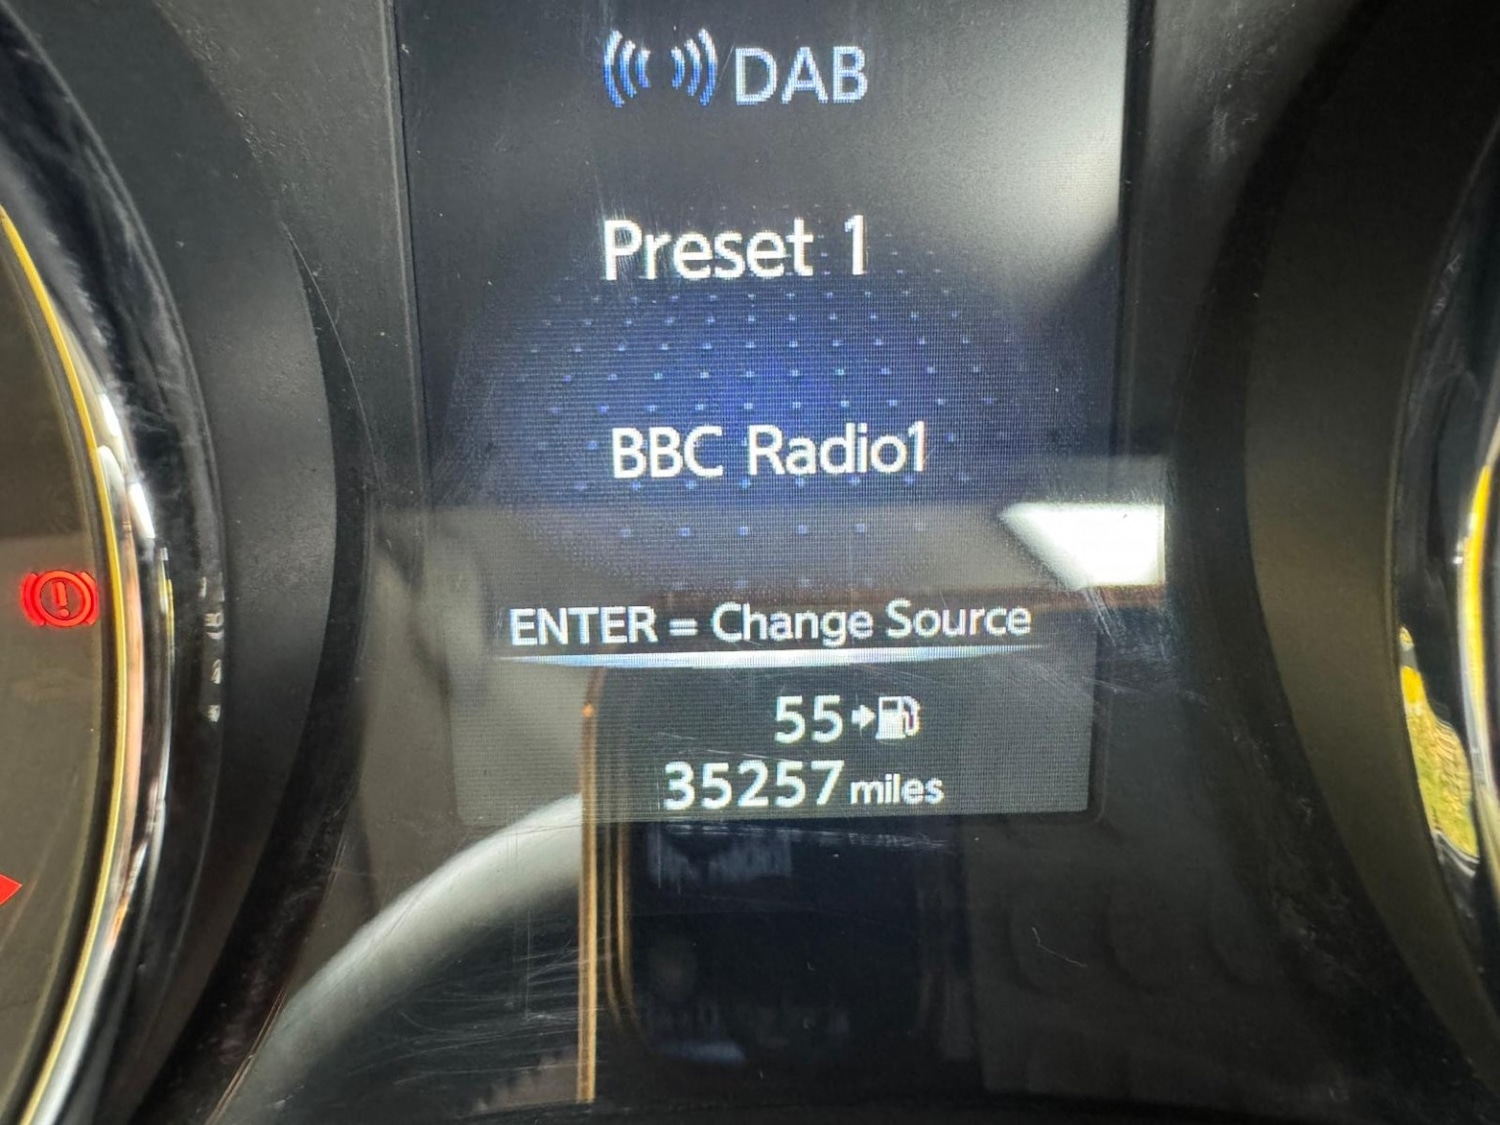 DAB
Preset 1
BBC Radio1
ENTER = Change Source
55
35257 miles